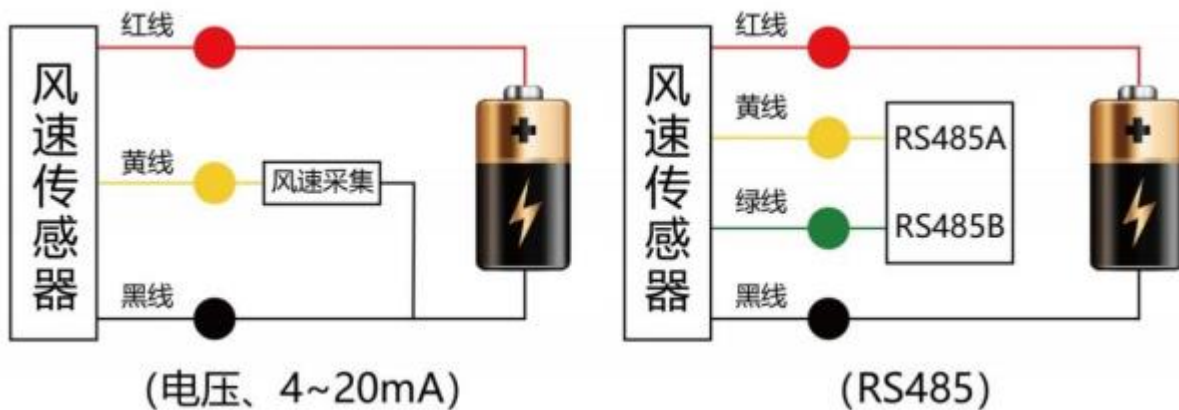 红线
风速传感器
黄线
风速采集
黑线
(电压、4~20mA)
红线
风速传感器
黄线
RS485A
绿线
RS485B
黑线
(RS485)